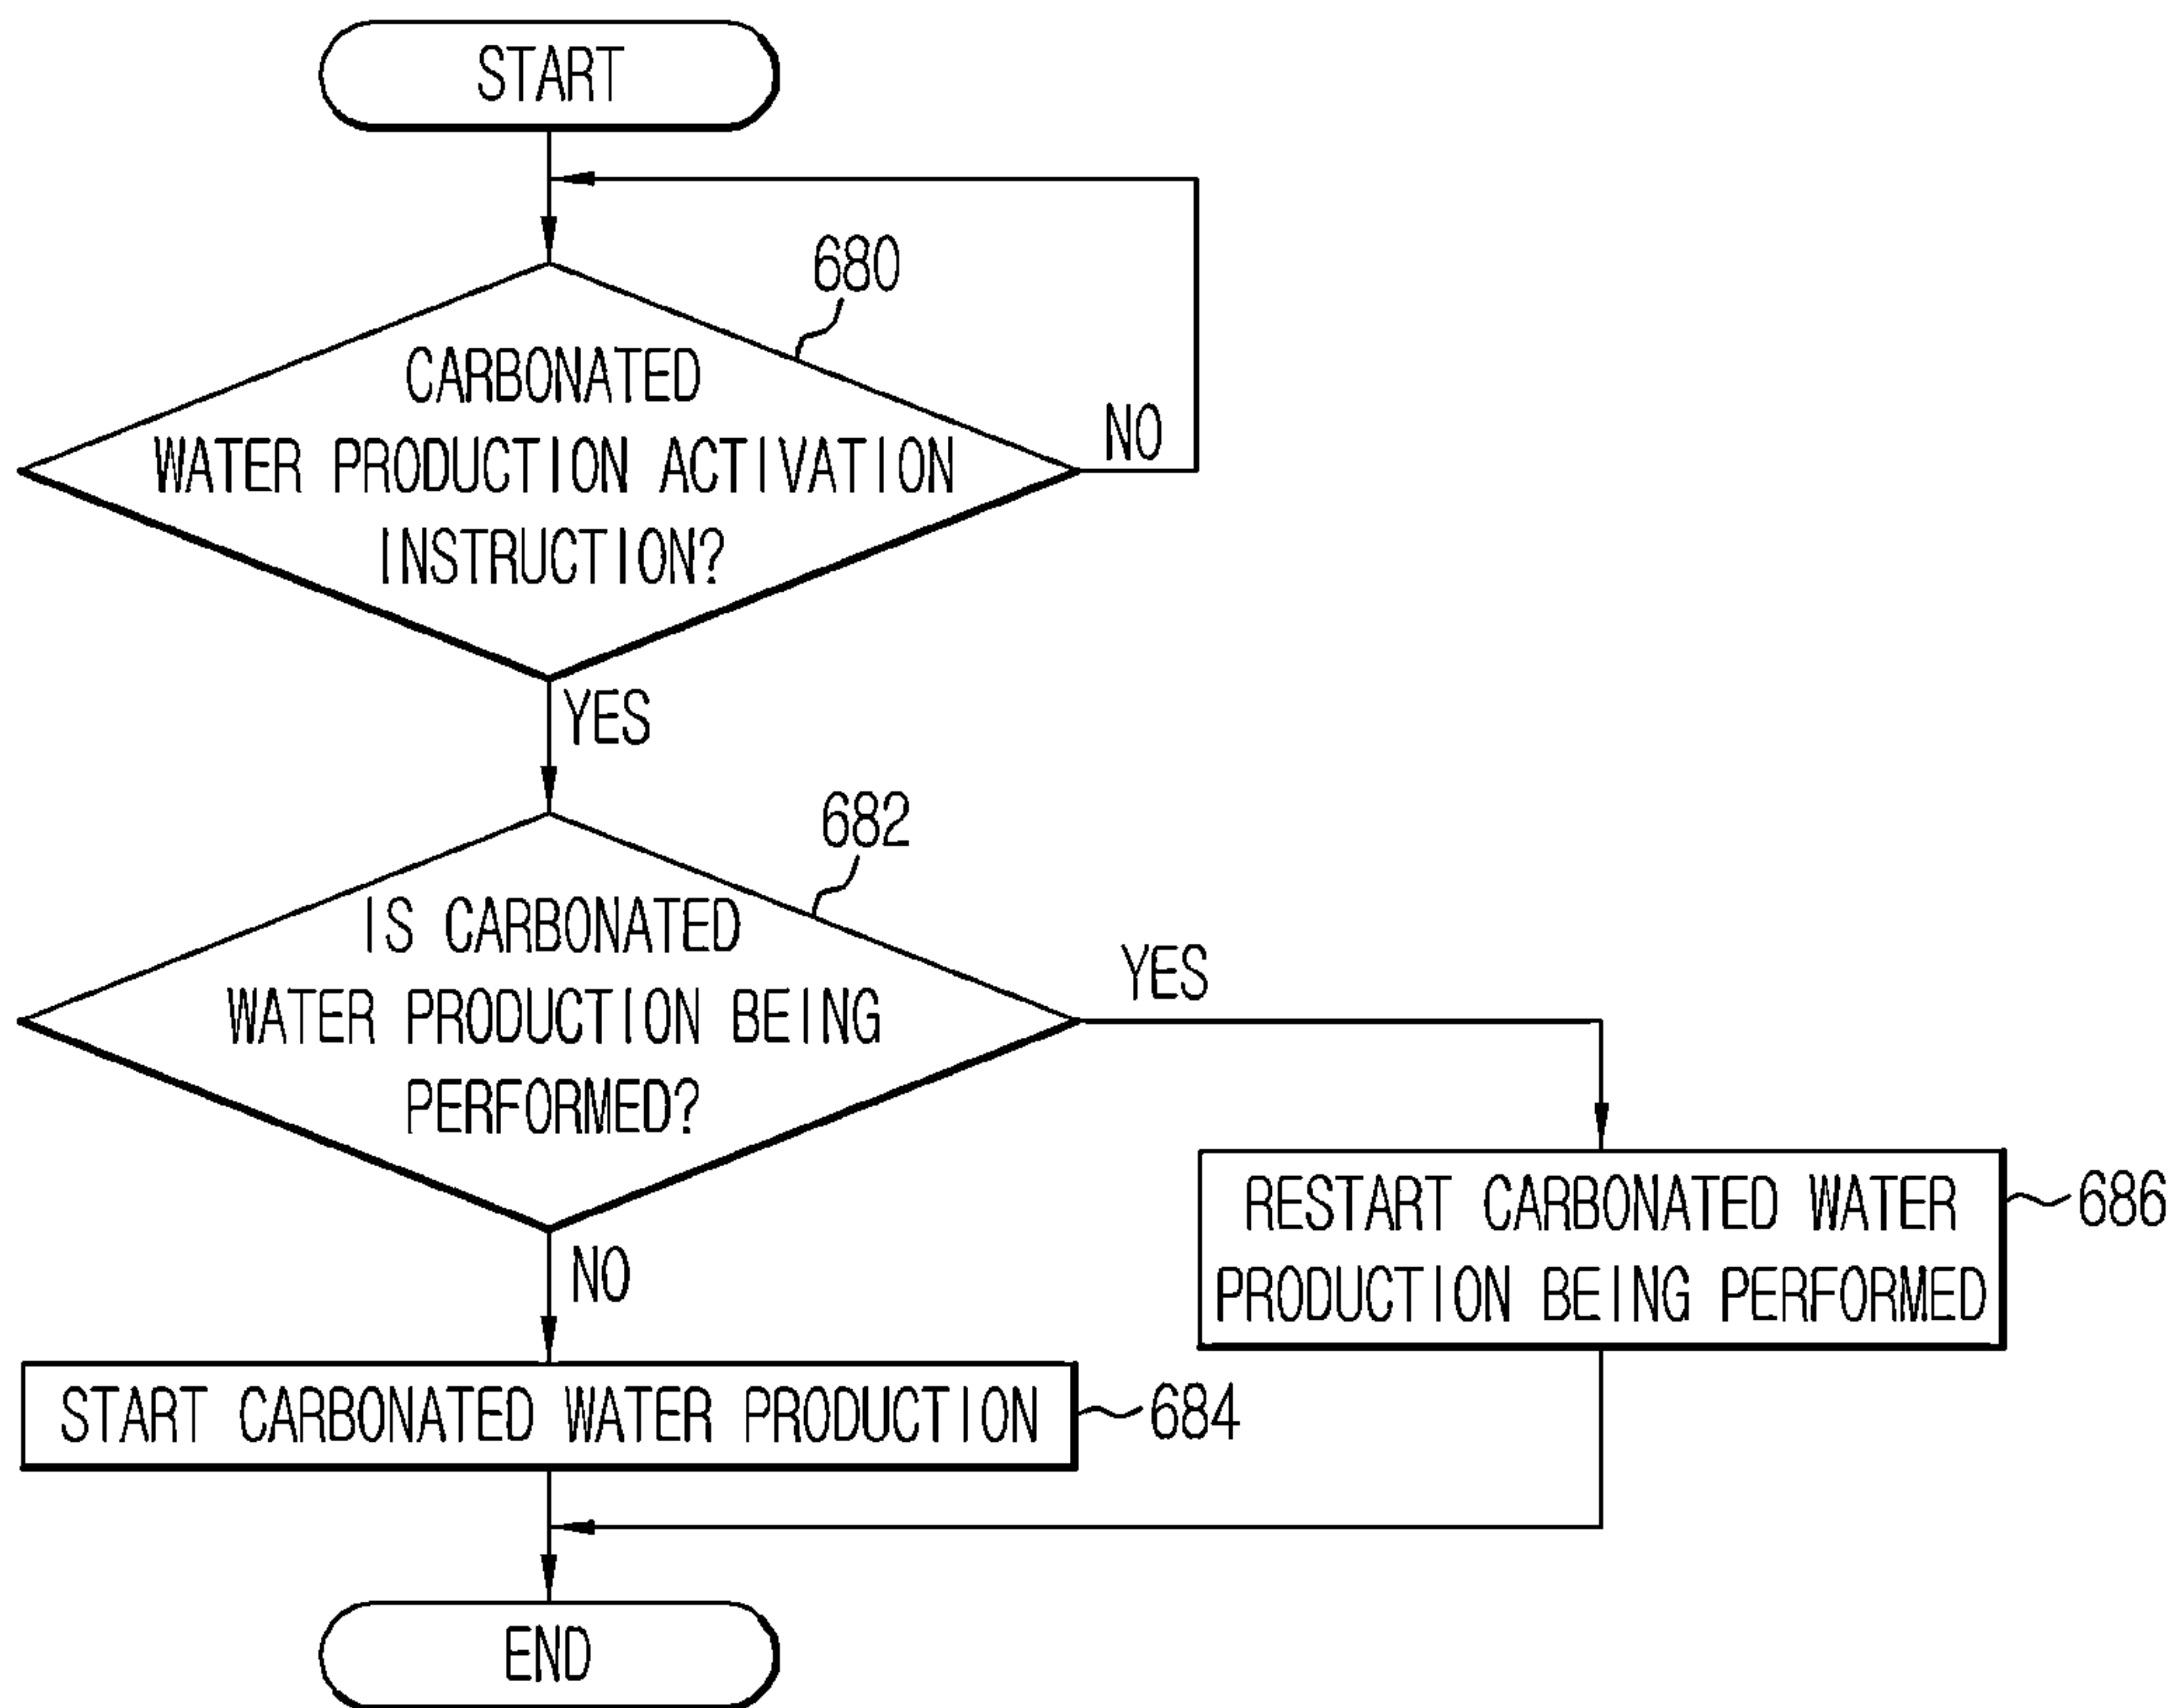 START
680
CARBONATED
WATER PRODUCTION ACTIVATION
INSTRUCTION?
NO
YES
682
IS CARBONATED
WATER PRODUCTION BEING
PERFORMED?
YES
NO
RESTART CARBONATED WATER
PRODUCTION BEING PERFORMED
686
START CARBONATED WATER PRODUCTION
684
END